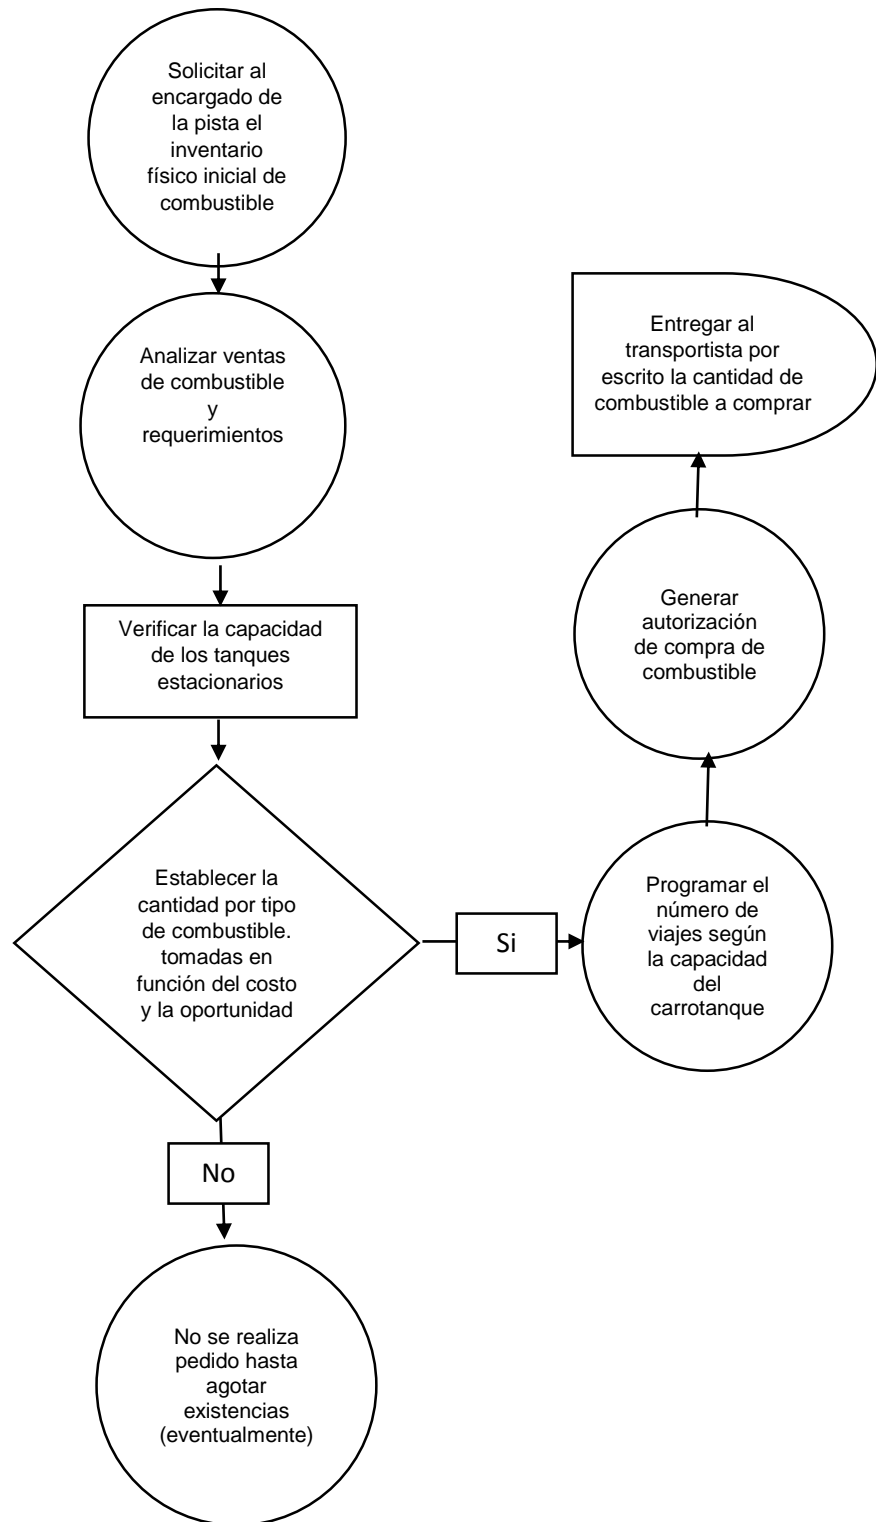 Solicitar al
encargado de
la pista el
inventario
físico inicial de
combustible
Analizar ventas
de combustible
y
requerimientos
Verificar la capacidad
de los tanques
estacionarios
Establecer la
cantidad por tipo
de combustible.
tomadas en
función del costo
y la oportunidad
Si
No
No se realiza
pedido hasta
agotar
existencias
(eventualmente)
Programar el
número de
viajes según
la capacidad
del
carrotanque
Generar
autorización
de compra de
combustible
Entregar al
transportista por
escrito la cantidad de
combustible a comprar